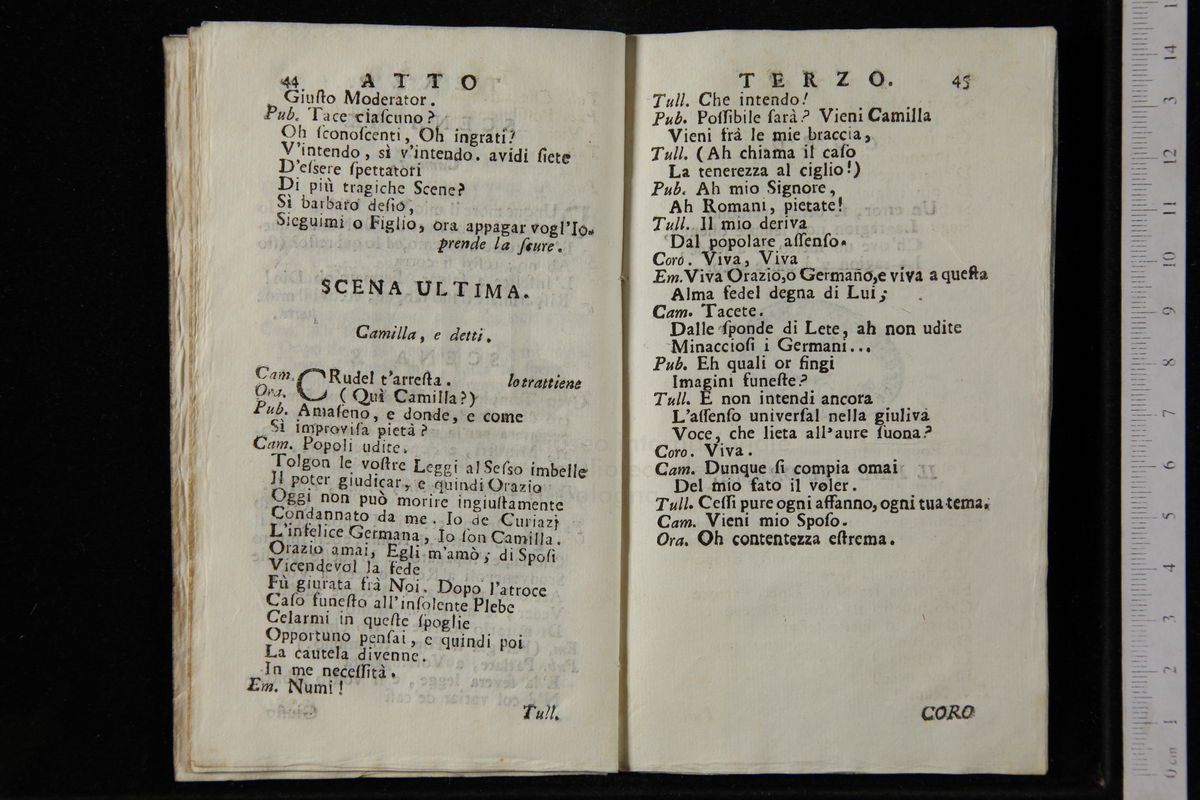 44 ATTO
Giuſto Moderator.
Pub. Tace ciaſcuno?
Oh ſconoſcenti, Oh ingrati?
V'intendo, sì v'intendo. avidi ſiete
D'eſsere ſpettatori
Di più tragiche Scene?
Sì barbaro deſio,
Sieguimi o Figlio, ora appagar vogl'Io.
prende la ſcure.
SCENA ULTIMA.
Camilla, e detti.
Cam. CRudel t'arreſta. lo trattiene
Ora. (Quì Camilla?)
Pub. Amaſeno, e donde, e come
Sì improviſa pietà?
Cam. Popoli udite.
Tolgon le voſtre Leggi al Seſso imbelle
Il poter giudicar, e quindi Orazio
Oggi non può morire ingiuſtamente
Condannato da me. Io de Curiazj
L'infelice Germana, Io ſon Camilla.
Orazio amai, Egli m'amò; di Spoſi
Vicendevol la fede
Fù giurata frà Noi. Dopo l'atroce
Caſo funeſto all'inſolente Plebe
Celarmi in queſte ſpoglie
Opportuno penſai, e quindi poi
La cautela divenne.
In me neceſſità.
Em. Numi!
Tull.
TERZO. 45
Tull. Che intendo!
Pub. Poſſibile ſarà? Vieni Camilla
Vieni frà le mie braccia,
Tull. (Ah chiama il caſo
La tenerezza al ciglio!)
Pub. Ah mio Signore,
Ah Romani, pietate!
Tull. Il mio deriva
Dal popolare aſſenſo.
Coro. Viva, Viva
Em. Viva Orazio, o Germano, e viva a queſta
Alma fedel degna di Lui;
Cam. Tacete.
Dalle ſponde di Lete, ah non udite
Minaccioſi i Germani...
Pub. Eh quali or fingi
Imagini funeſte?
Tull. E non intendi ancora
L'aſſenſo univerſal nella giuliva
Voce, che lieta all'aure ſuona?
Coro. Viva.
Cam. Dunque ſi compia omai
Del mio fato il voler.
Tull. Ceſſi pure ogni affanno, ogni tua tema.
Cam. Vieni mio Spoſo.
Ora. Oh contentezza eſtrema.
CORO